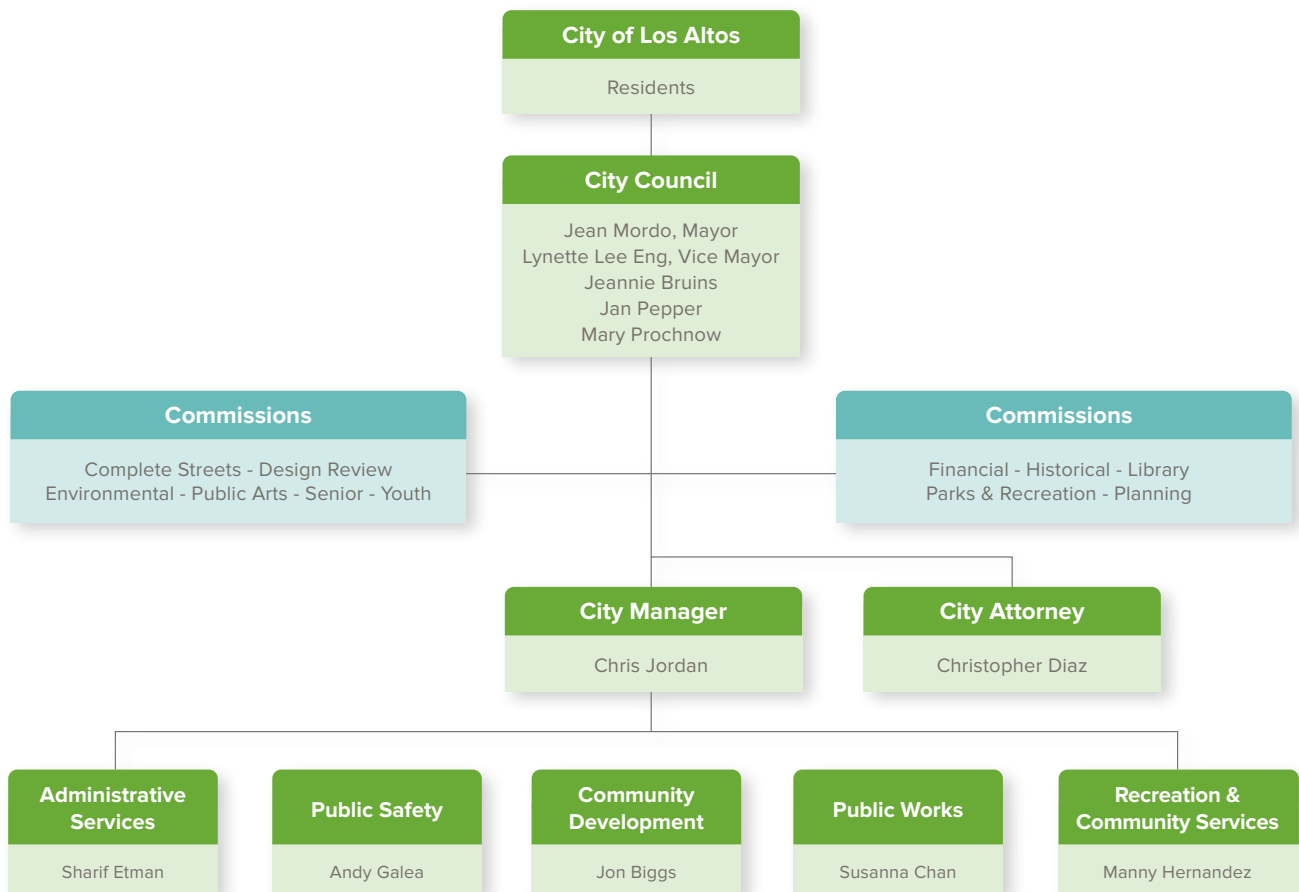 City of Los Altos
Residents
City Council
Jean Mordo, Mayor
Lynette Lee Eng, Vice Mayor
Jeannie Bruins
Jan Pepper
Mary Prochnow
Commissions
Complete Streets - Design Review
Environmental - Public Arts - Senior - Youth
Commissions
Financial - Historical - Library
Parks & Recreation - Planning
City Manager
Chris Jordan
City Attorney
Christopher Diaz
Administrative
Services
Sharif Etman
Public Safety
Andy Galea
Community
Development
Jon Biggs
Public Works
Susanna Chan
Recreation &
Community Services
Manny Hernandez